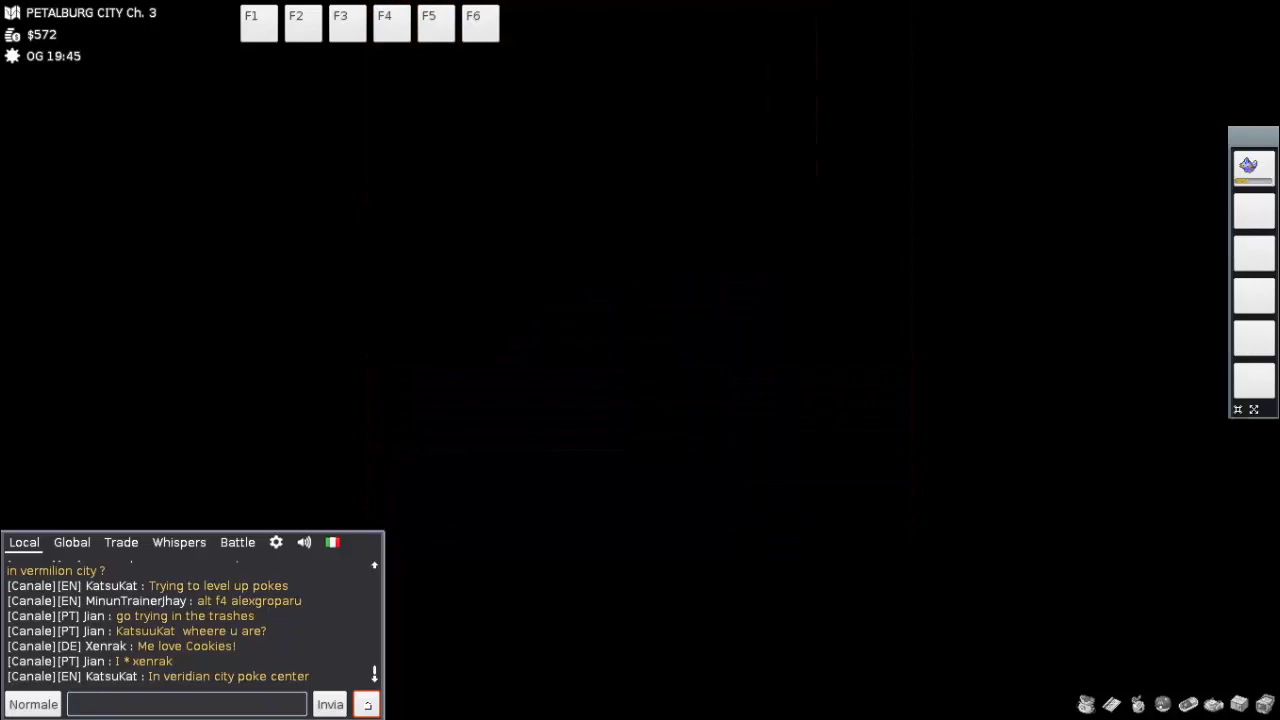 PETALBURG CITY Ch. 3
$572
OG 19:45
F1 F2 F3 F4 F5 F6
Local Global Trade Whispers Battle
in vermilion city ?
[Canale][EN] KatsuKat : Trying to level up pokes
[Canale][EN] MinunTrainerJhay : alt f4 alexgroparu
[Canale][PT] Jian : go trying in the trashes
[Canale][PT] Jian : KatsuuKat wheere u are?
[Canale][DE] Xenrak : Me love Cookies!
[Canale][PT] Jian : I * xenrak
[Canale][EN] KatsuKat : In veridian city poke center
Normale Invia